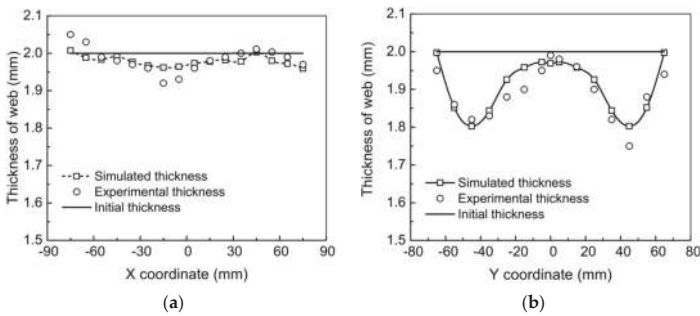 (a)
2.1
2.0
1.9
1.8
1.7
1.6
1.5
Thickness of web (mm)
Simulated thickness
Experimental thickness
Initial thickness
-90
-60
-30
0
30
60
90
X coordinate (mm)
(a)
(b)
2.1
2.0
1.9
1.8
1.7
1.6
1.5
Thickness of web (mm)
Simulated thickness
Experimental thickness
Initial thickness
-80
-60
-40
-20
0
20
40
60
80
Y coordinate (mm)
(b)